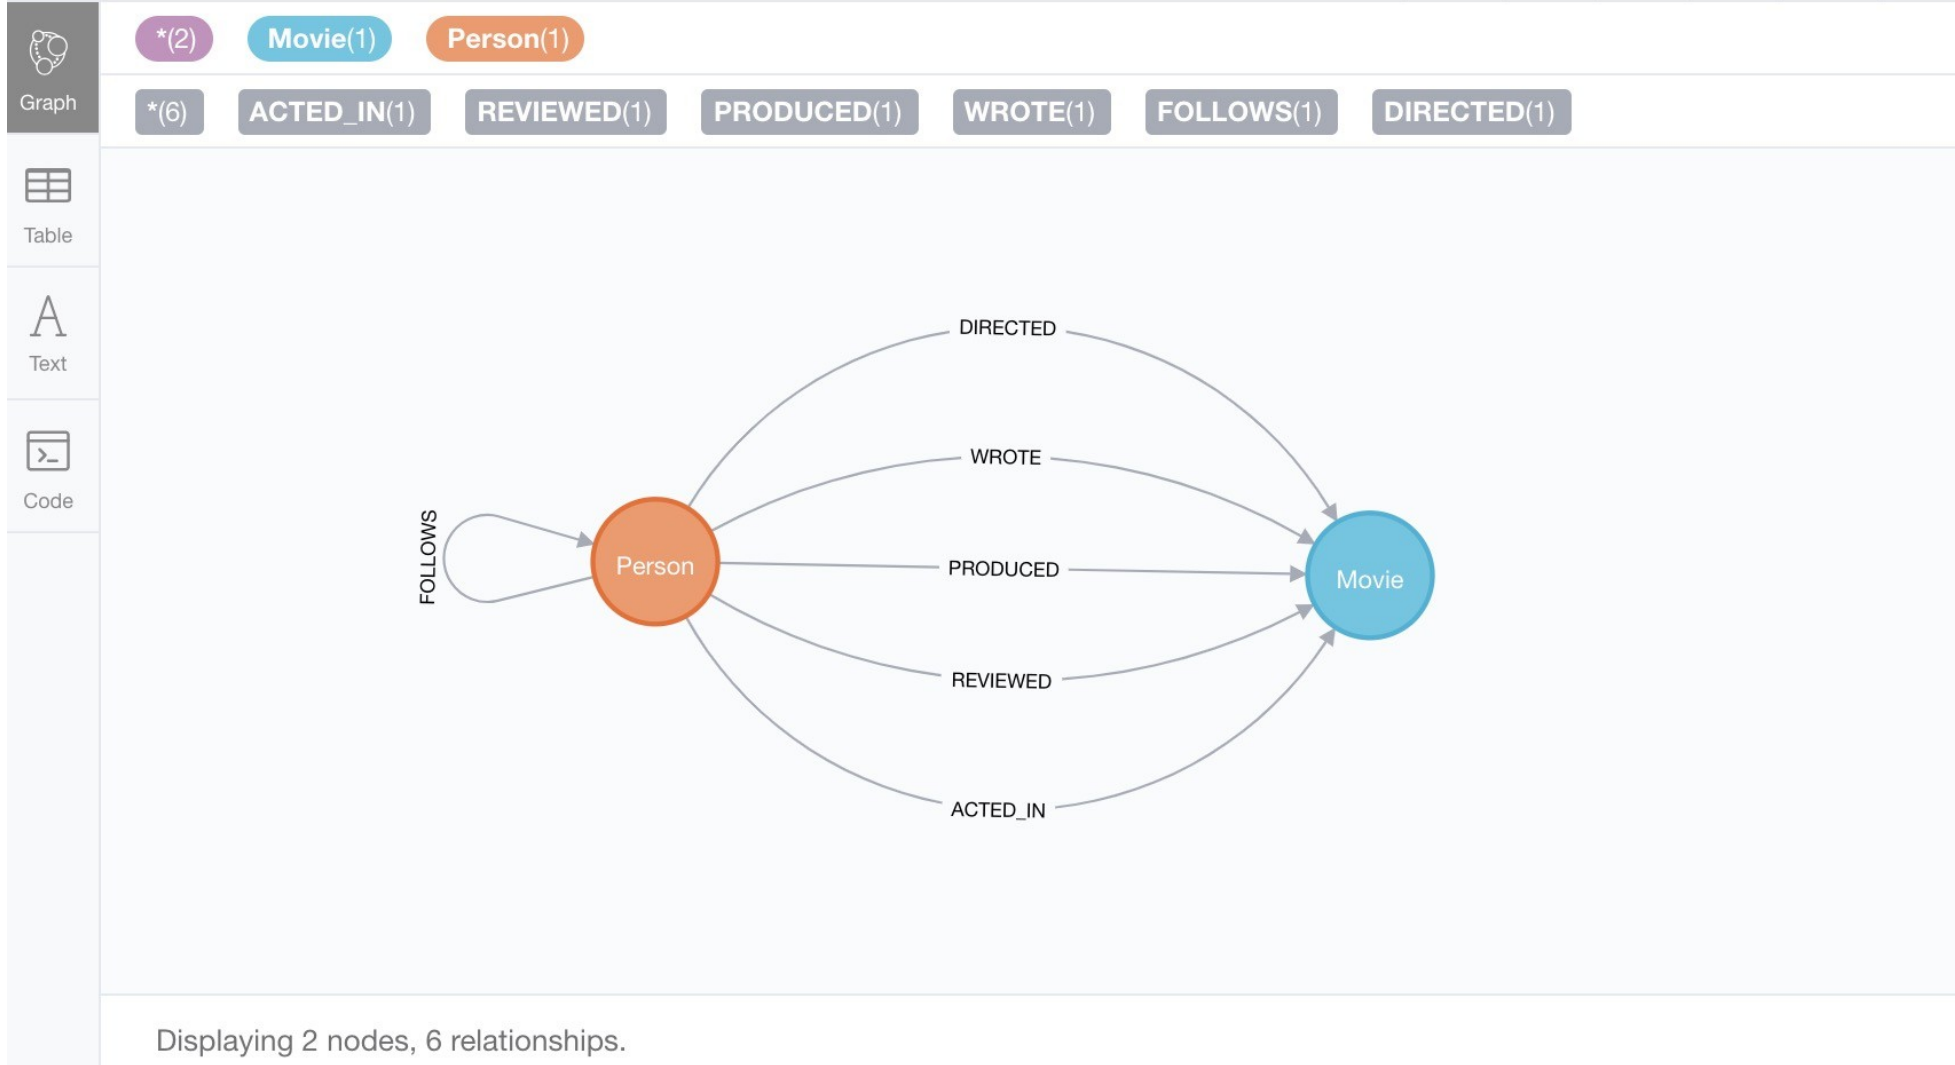 *(2) Movie(1) Person(1)
*(6) ACTED_IN(1) REVIEWED(1) PRODUCED(1) WROTE(1) FOLLOWS(1) DIRECTED(1)
Graph
Table
Text
Code
DIRECTED
WROTE
FOLLOWS
Person
PRODUCED
Movie
REVIEWED
ACTED_IN
Displaying 2 nodes, 6 relationships.